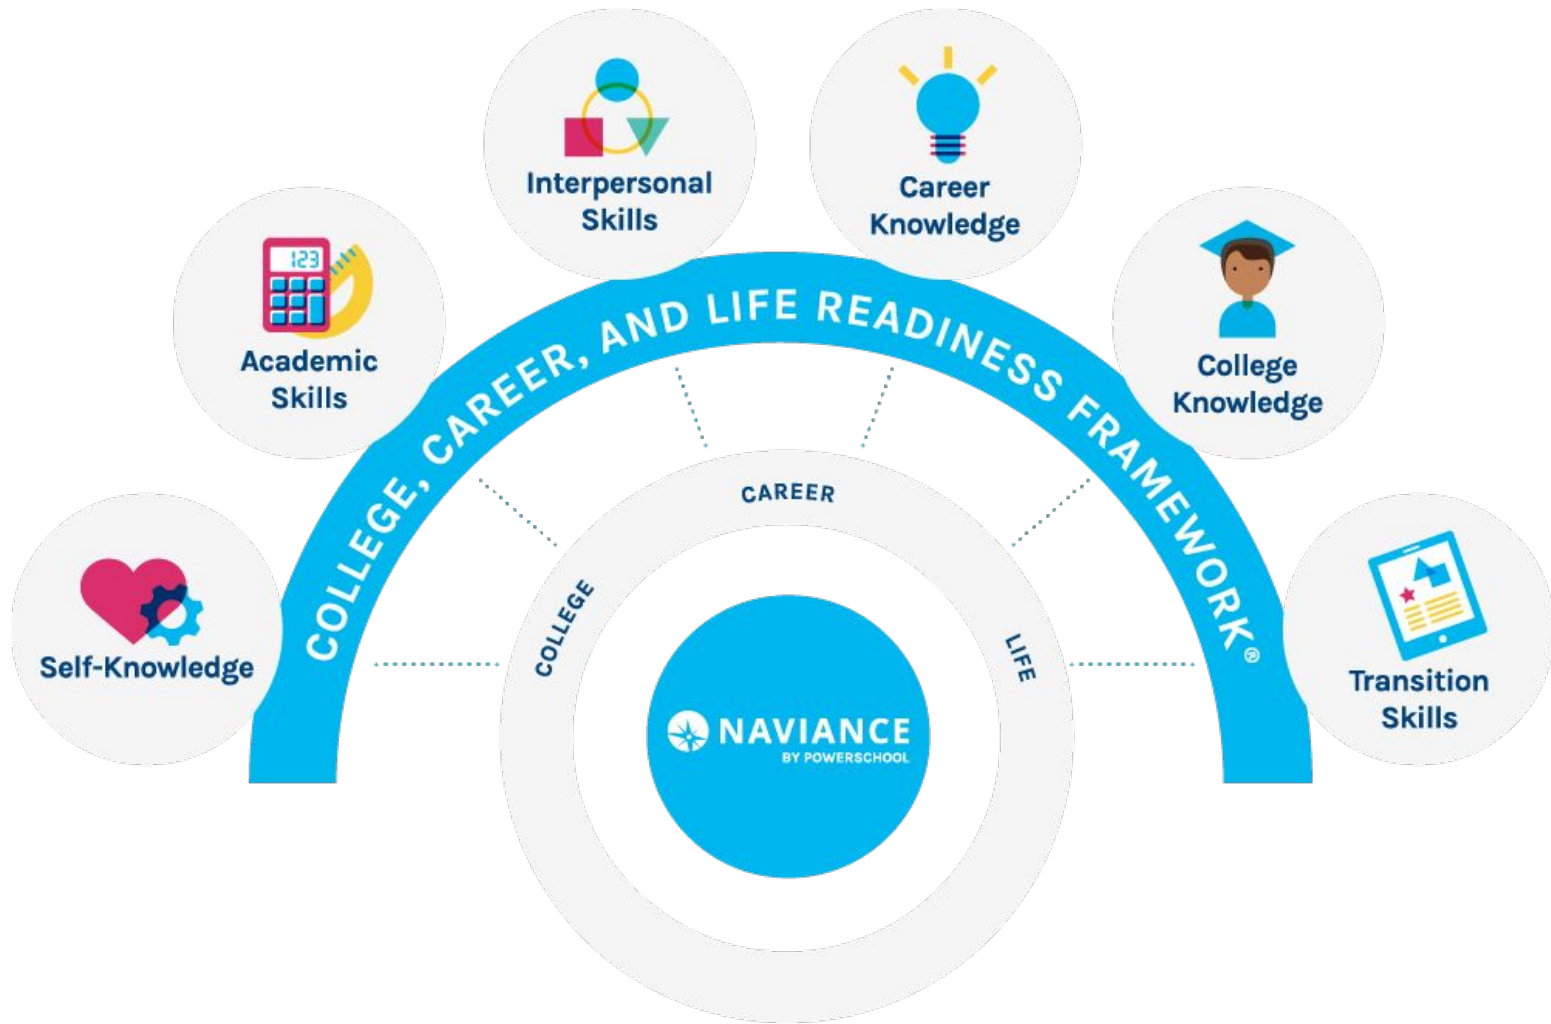 Interpersonal
Skills
Career
Knowledge
123
Academic
Skills
College
Knowledge
Self-Knowledge
Transition
Skills
COLLEGE, CAREER, AND LIFE READINESS FRAMEWORK®
COLLEGE
CAREER
LIFE
NAVIANCE
BY POWERSCHOOL